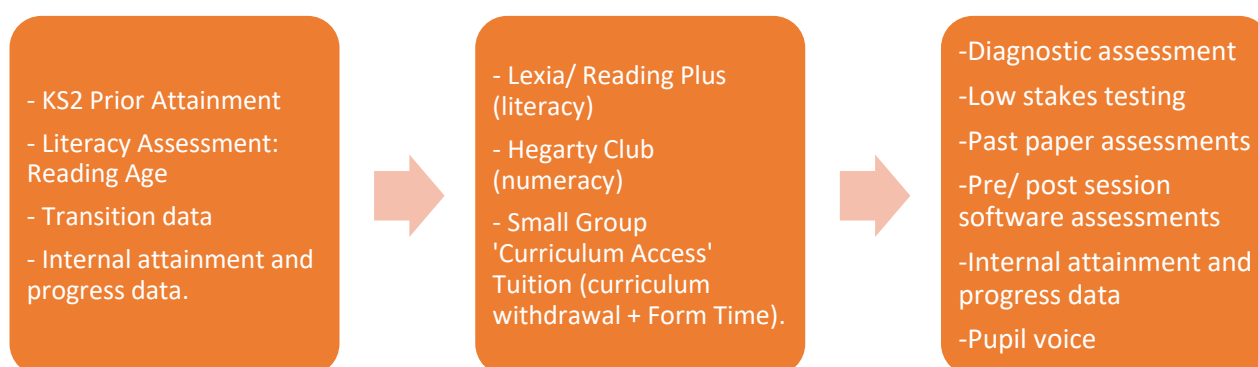 - KS2 Prior Attainment
- Literacy Assessment:
Reading Age
- Transition data
- Internal attainment and
progress data.
- Lexia/ Reading Plus
(literacy)
- Hegarty Club
(numeracy)
- Small Group
'Curriculum Access'
Tuition (curriculum
withdrawal + Form Time).
-Diagnostic assessment
-Low stakes testing
-Past paper assessments
-Pre/ post session
software assessments
-Internal attainment and
progress data
-Pupil voice